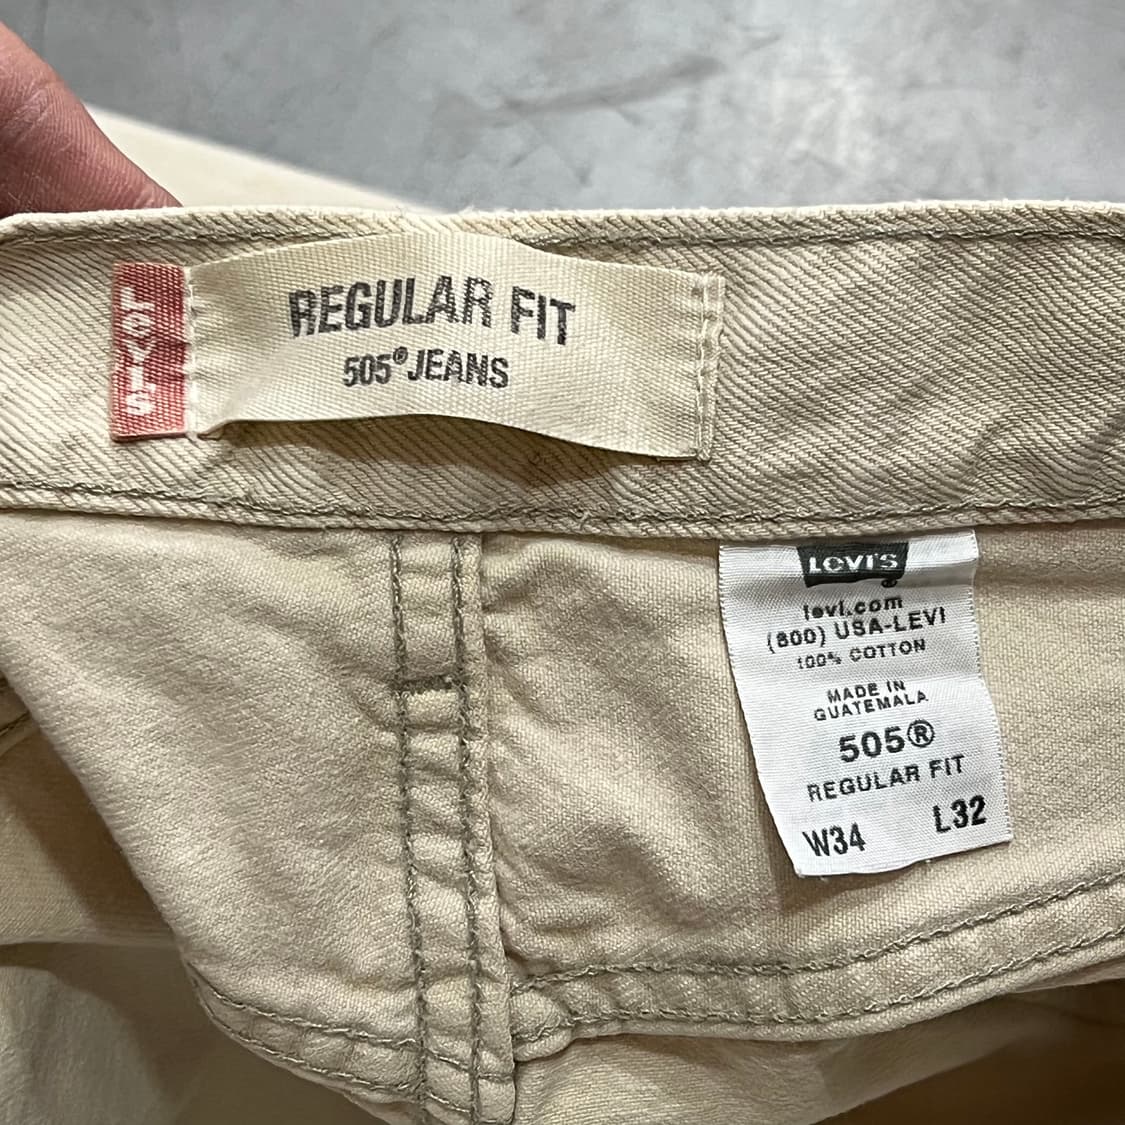 LEVI'S
REGULAR FIT
505® JEANS
LEVI'S
®
levi.com
(800) USA-LEVI
100% COTTON
MADE IN
GUATEMALA
505®
REGULAR FIT
W34 L32